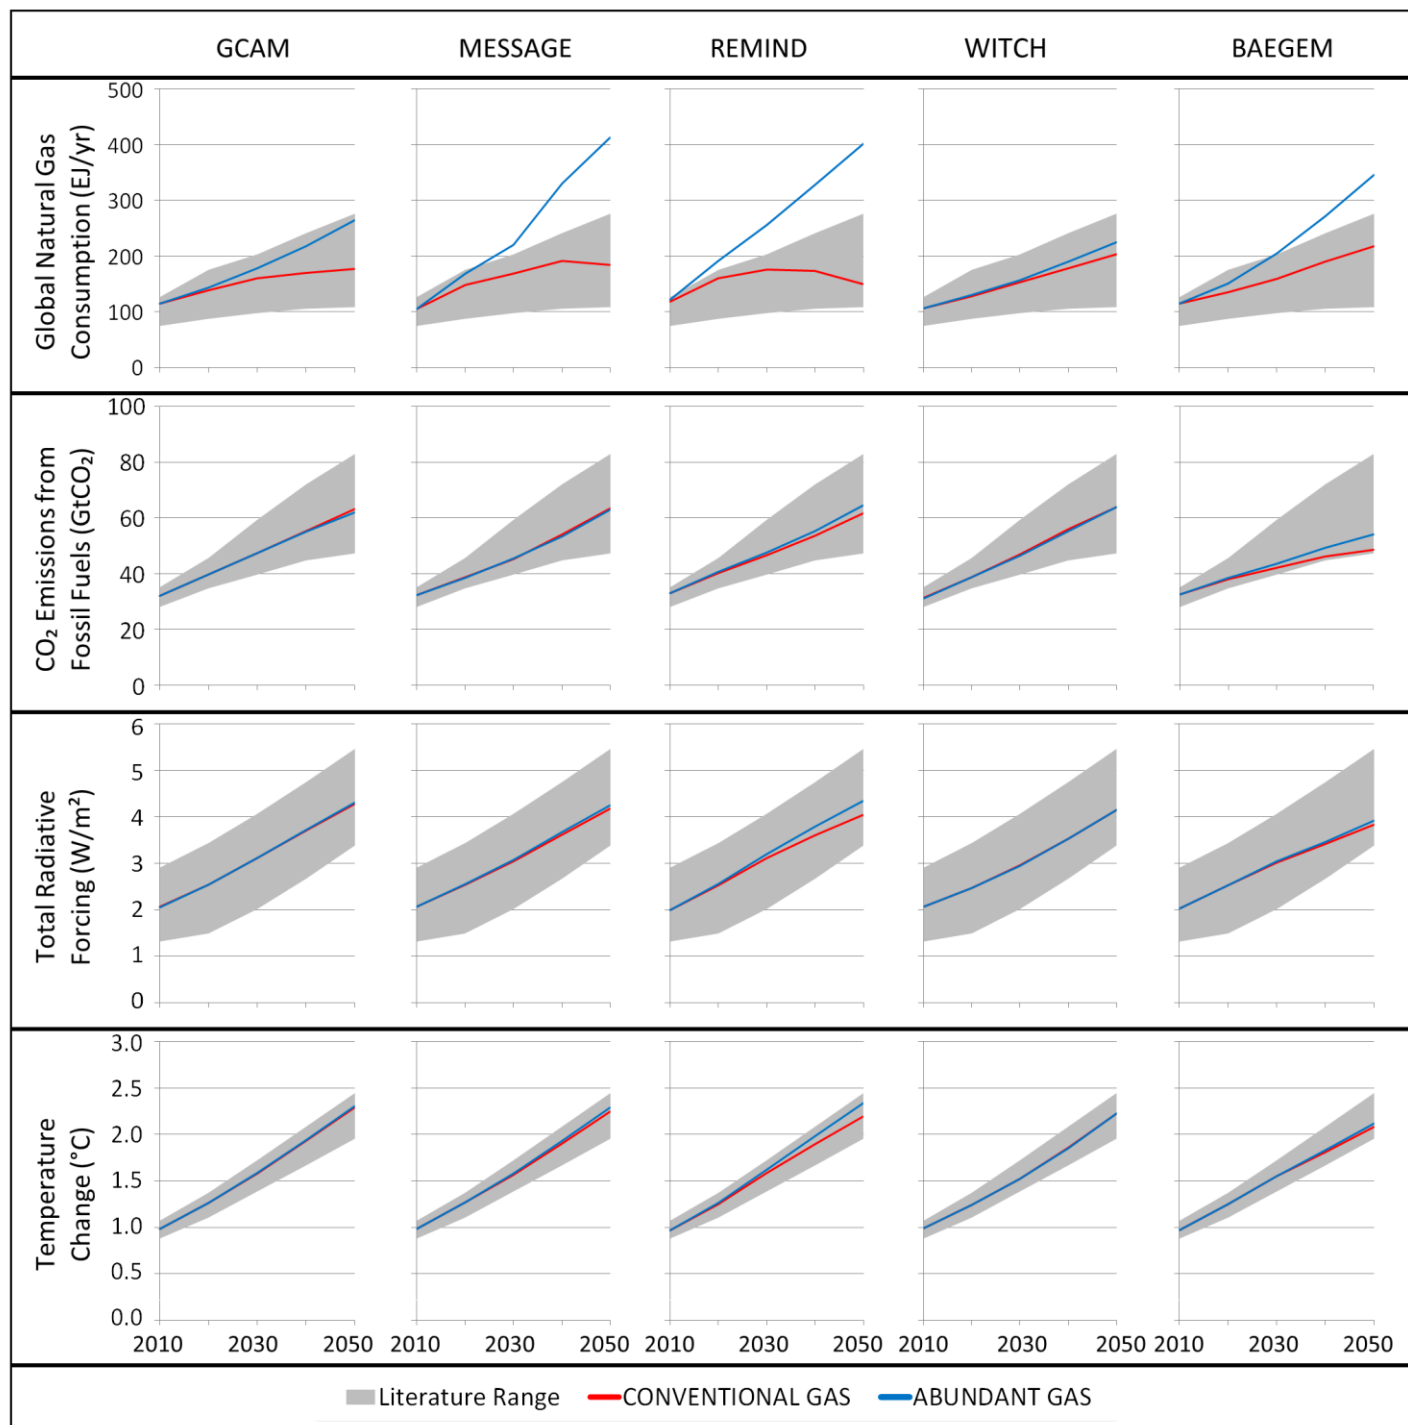 GCAM MESSAGE REMIND WITCH BAEGEM
Global Natural Gas
Consumption (EJ/yr)
500
400
300
200
100
0
CO₂ Emissions from
Fossil Fuels (GtCO₂)
100
80
60
40
20
0
Total Radiative
Forcing (W/m²)
6
5
4
3
2
1
0
Temperature
Change (°C)
3.0
2.5
2.0
1.5
1.0
0.5
0.0
2010 2030 2050 2010 2030 2050 2010 2030 2050 2010 2030 2050 2010 2030 2050
Literature Range CONVENTIONAL GAS ABUNDANT GAS